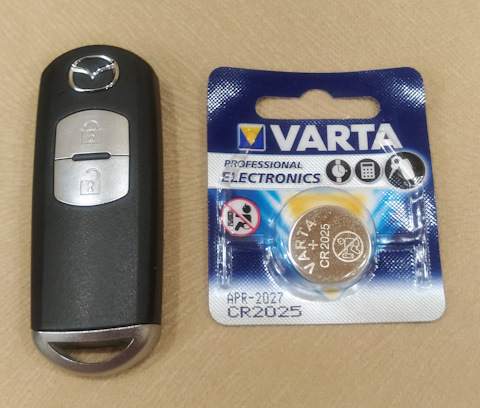 VARTA
PROFESSIONAL
ELECTRONICS
VARTA
+
CR2025
APR-2027
CR2025